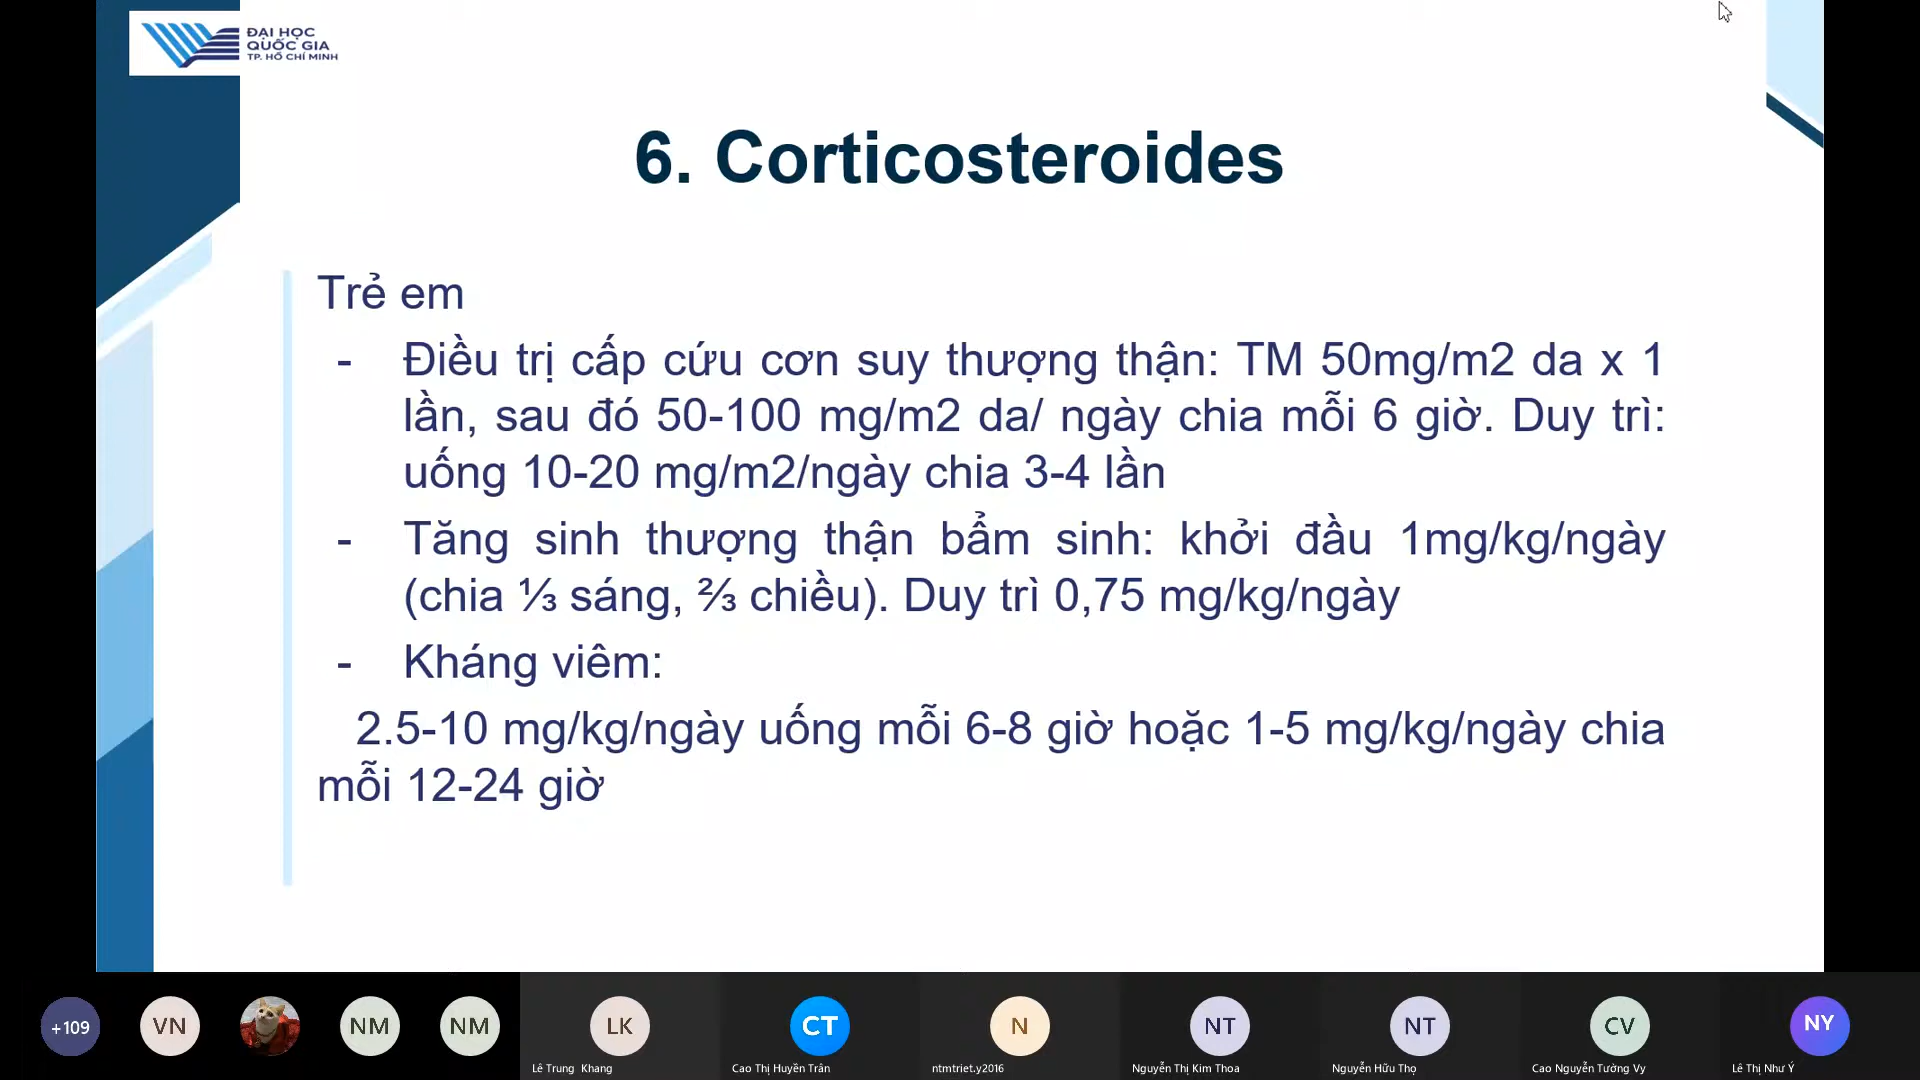 ĐẠI HỌC
QUỐC GIA
TP. HỒ CHÍ MINH
6. Corticosteroides
Trẻ em
- Điều trị cấp cứu cơn suy thượng thận: TM 50mg/m2 da x 1
lần, sau đó 50-100 mg/m2 da/ ngày chia mỗi 6 giờ. Duy trì:
uống 10-20 mg/m2/ngày chia 3-4 lần
- Tăng sinh thượng thận bẩm sinh: khởi đầu 1mg/kg/ngày
(chia ⅓ sáng, ⅔ chiều). Duy trì 0,75 mg/kg/ngày
- Kháng viêm:
2.5-10 mg/kg/ngày uống mỗi 6-8 giờ hoặc 1-5 mg/kg/ngày chia
mỗi 12-24 giờ
+109 VN NM NM LK CT N NT NT CV NY
Lê Trung Khang Cao Thị Huyền Trân ntmtriet.y2016 Nguyễn Thị Kim Thoa Nguyễn Hữu Thọ Cao Nguyễn Tường Vy Lê Thị Như Ý